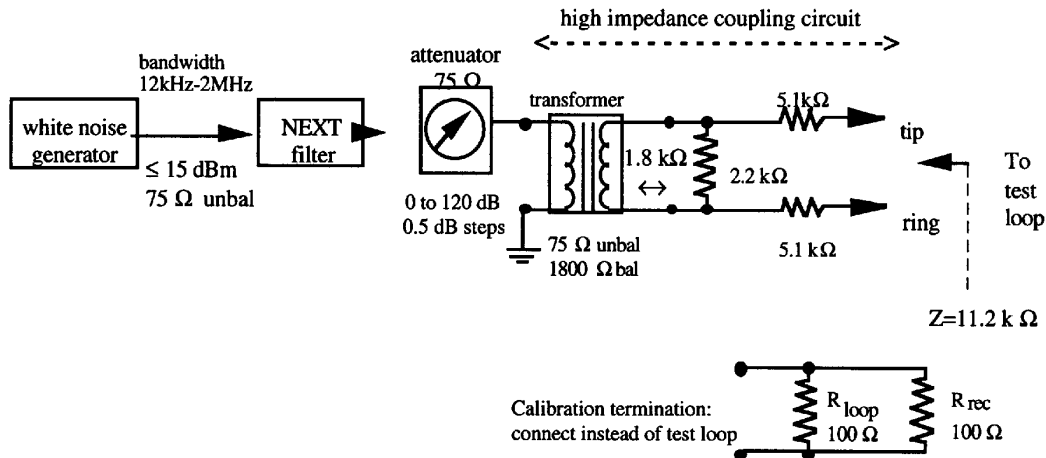 high impedance coupling circuit
attenuator
75 Ω
bandwidth
12kHz-2MHz
white noise
generator
≤ 15 dBm
75 Ω unbal
NEXT
filter
0 to 120 dB
0.5 dB steps
transformer
75 Ω unbal
1800 Ω bal
1.8 kΩ
↔
2.2 kΩ
5.1kΩ
5.1 kΩ
tip
ring
To
test
loop
Z=11.2 k Ω
Calibration termination:
connect instead of test loop
R loop
100 Ω
R rec
100 Ω